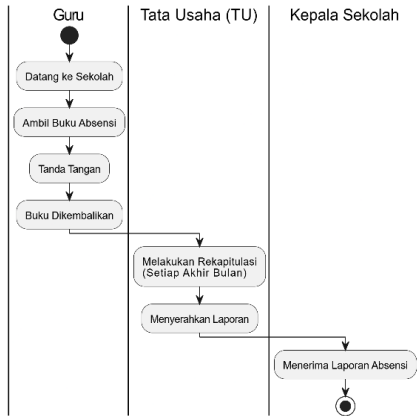 Guru
Tata Usaha (TU)
Kepala Sekolah
Datang ke Sekolah
Ambil Buku Absensi
Tanda Tangan
Buku Dikembalikan
Melakukan Rekapitulasi
(Setiap Akhir Bulan)
Menyerahkan Laporan
Menerima Laporan Absensi